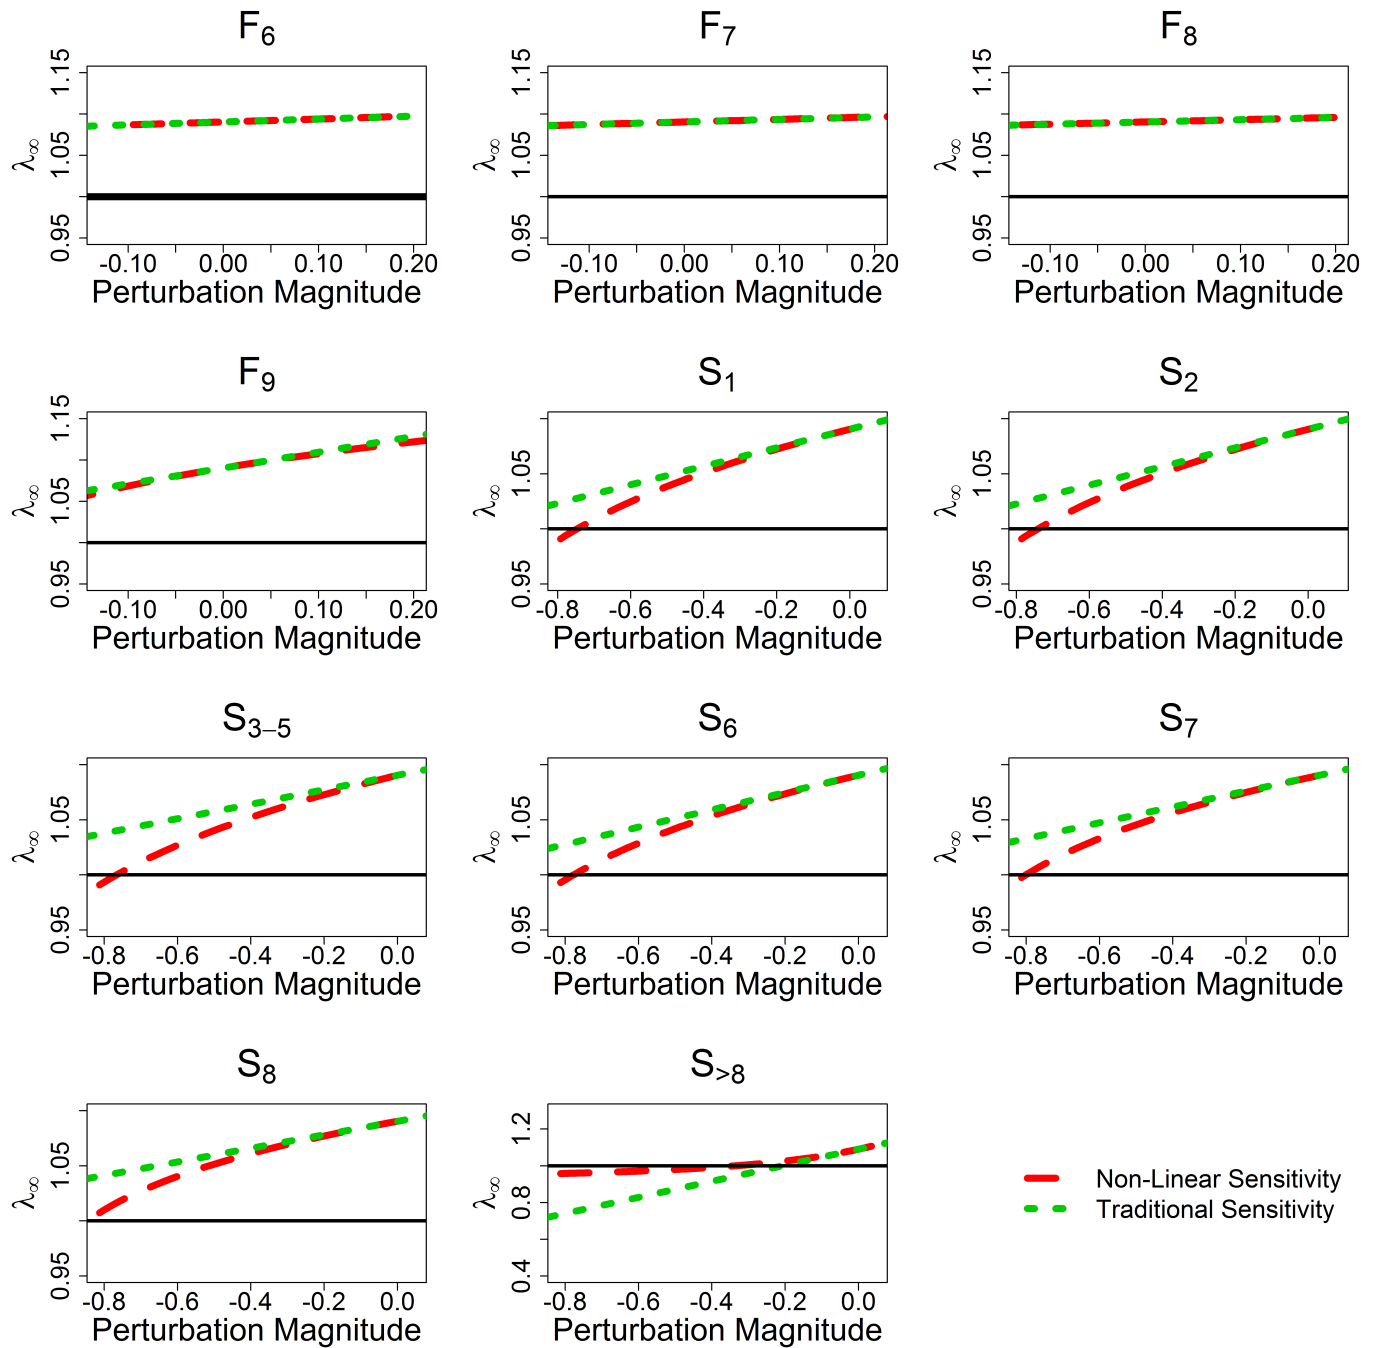 F6 F7 F8
1.15 1.15 1.15
1.05 1.05 1.05
0.95 0.95 0.95
λ∞ λ∞ λ∞
-0.10 0.00 0.10 0.20 -0.10 0.00 0.10 0.20 -0.10 0.00 0.10 0.20
Perturbation Magnitude Perturbation Magnitude Perturbation Magnitude
F9 S1 S2
1.15
1.05 1.05 1.05
0.95 0.95 0.95
λ∞ λ∞ λ∞
-0.10 0.00 0.10 0.20 -0.8 -0.6 -0.4 -0.2 0.0 -0.8 -0.6 -0.4 -0.2 0.0
Perturbation Magnitude Perturbation Magnitude Perturbation Magnitude
S3–5 S6 S7
1.05 1.05 1.05
0.95 0.95 0.95
λ∞ λ∞ λ∞
-0.8 -0.6 -0.4 -0.2 0.0 -0.8 -0.6 -0.4 -0.2 0.0 -0.8 -0.6 -0.4 -0.2 0.0
Perturbation Magnitude Perturbation Magnitude Perturbation Magnitude
S8 S>8
1.05 1.2
0.95 0.8
0.4
λ∞ λ∞
-0.8 -0.6 -0.4 -0.2 0.0 -0.8 -0.6 -0.4 -0.2 0.0
Perturbation Magnitude Perturbation Magnitude
Non-Linear Sensitivity
Traditional Sensitivity